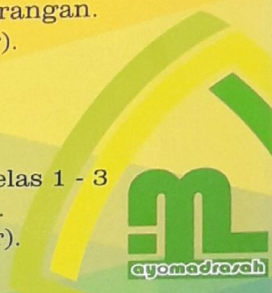 rangan.
).
elas 1 - 3
.
).
ayomadrasah